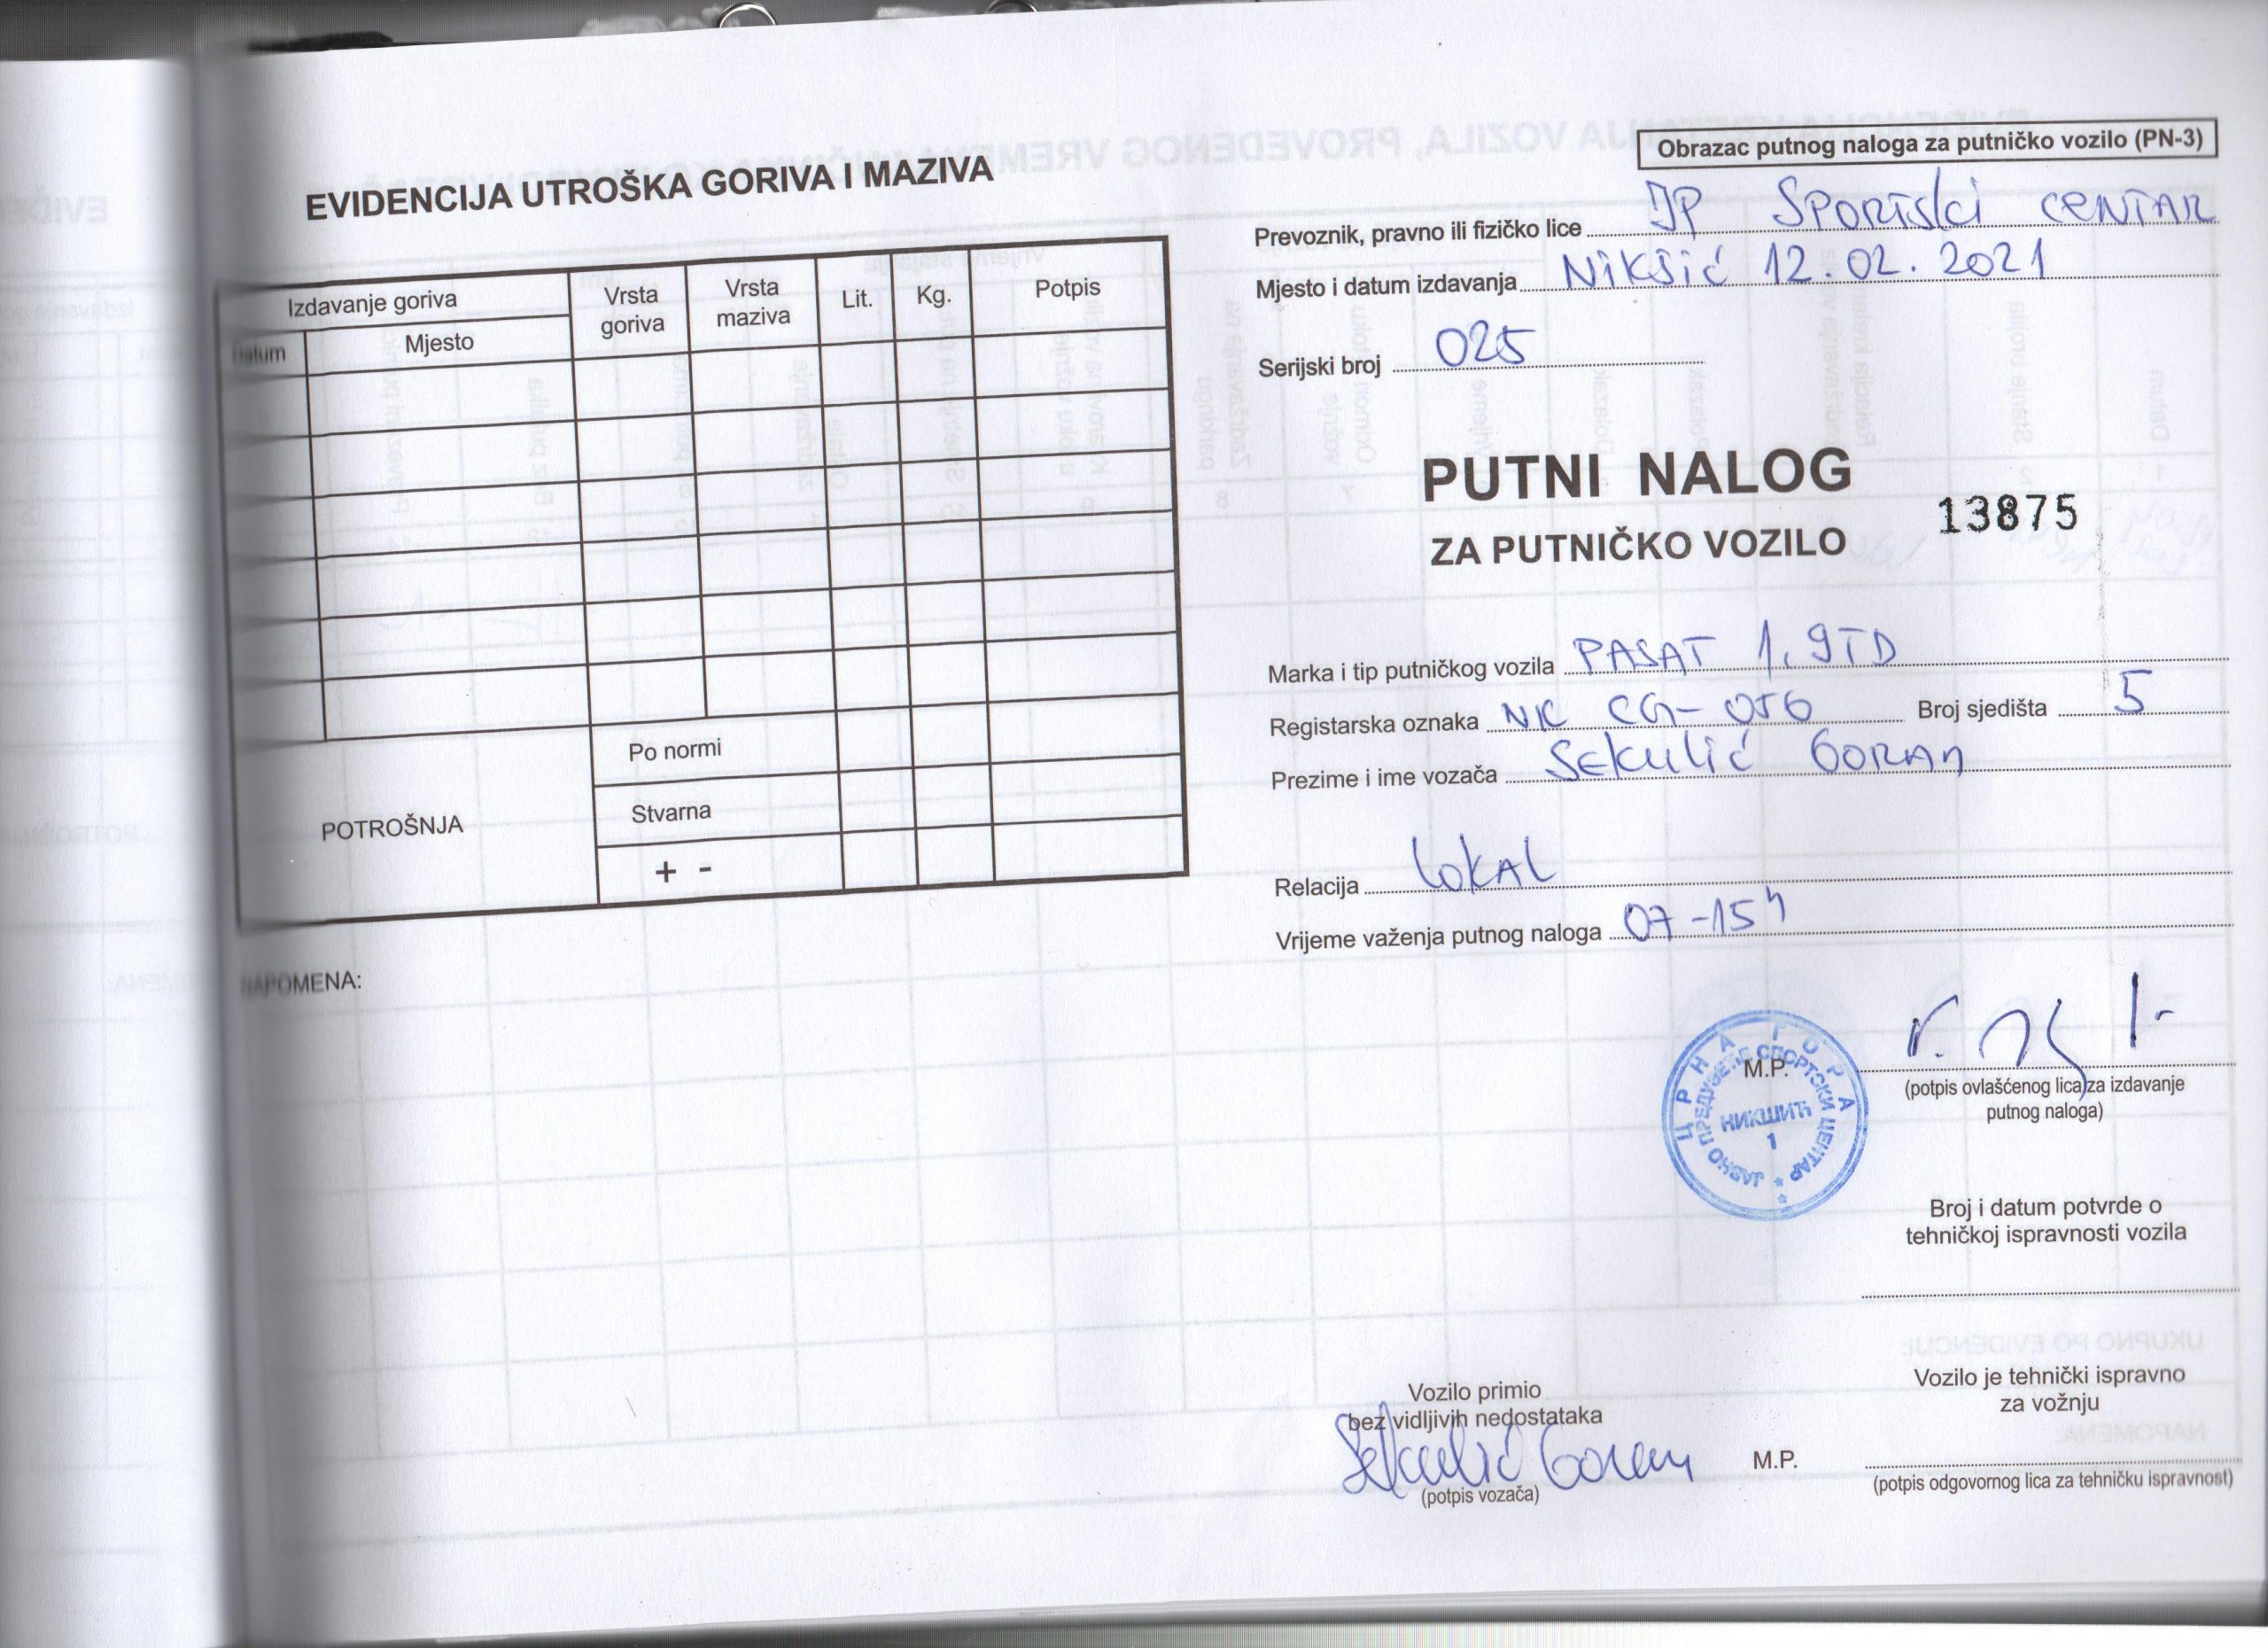 EVIDENCIJA UTROŠKA GORIVA I MAZIVA
Izdavanje goriva
Datum
Mjesto
Vrsta goriva
Vrsta maziva
Lit.
Kg.
Potpis
POTROŠNJA
Po normi
Stvarna
+ -
NAPOMENA:
Obrazac putnog naloga za putničko vozilo (PN-3)
Prevoznik, pravno ili fizičko lice JP Sportski centar
Mjesto i datum izdavanja Nikšić 12.02.2021
Serijski broj 025
PUTNI NALOG
ZA PUTNIČKO VOZILO
13875
Marka i tip putničkog vozila PASAT 1.9TD
Registarska oznaka NK CG-056 Broj sjedišta 5
Prezime i ime vozača Sekulić Goran
Relacija Lokal
Vrijeme važenja putnog naloga 07-15h
M.P.
ЦРНА ГОРА
ЈАВНО ПРЕДУЗЕЋЕ СПОРТСКИ ЦЕНТАР
НИКШИЋ
1
(potpis ovlašćenog lica za izdavanje
putnog naloga)
Broj i datum potvrde o
tehničkoj ispravnosti vozila
Vozilo primio
bez vidljivih nedostataka
Sekulić Goran
(potpis vozača)
Vozilo je tehnički ispravno
za vožnju
M.P.
(potpis odgovornog lica za tehničku ispravnost)